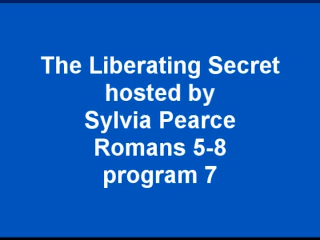 The Liberating Secret
hosted by
Sylvia Pearce
Romans 5-8
program 7